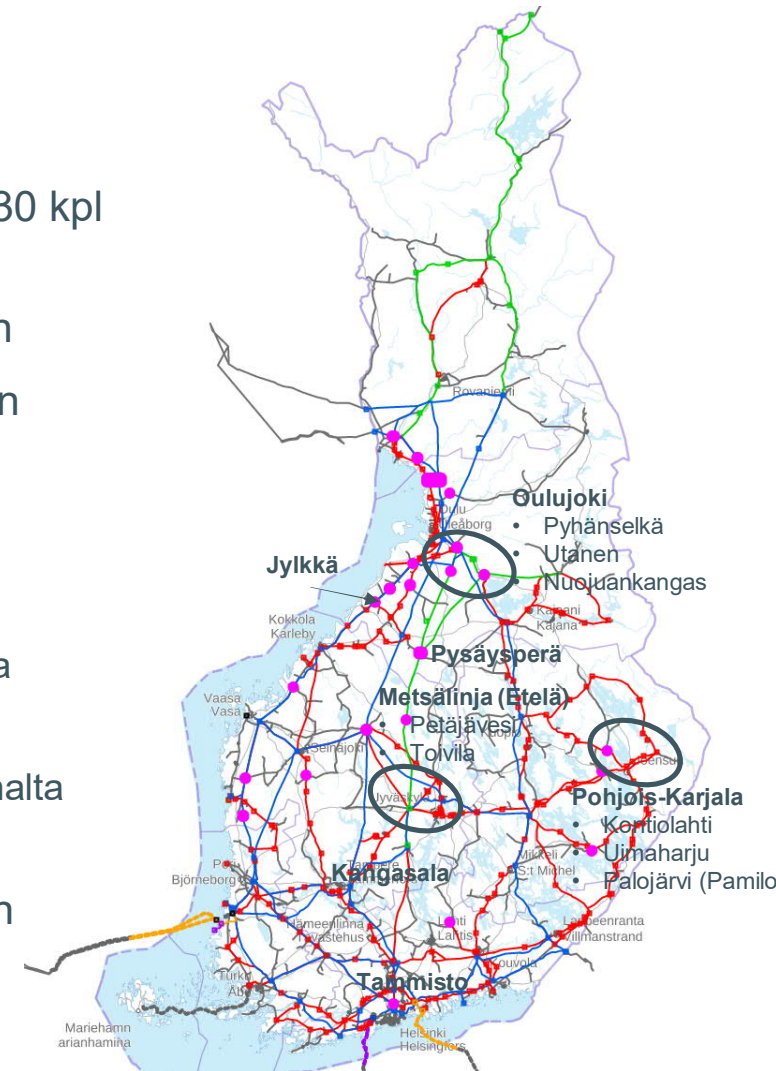 30 kpl
n
n
a
nalta
n
Rovaniemi
Oulujoki
• Pyhänselkä
• Utanen
• Nuojuankangas
Oulu
Uleåborg
Jylkkä
Kajaani
Kajana
Kokkola
Karleby
Pysäysperä
Vaasa
Vasa
Metsälinja (Etelä)
• Petäjävesi
• Toivila
Kuopio
Seinäjoki
Joensuu
Jyväskylä
Pohjois-Karjala
• Kontiolahti
• Uimaharju
• Palojärvi (Pamilo
Mikkeli
S:t Michel
Pori
Björneborg
Kangasala
Tampere
Hämeenlinna
Tavastehus
Lahti
Lahtis
Lappeenranta
Villmanstrand
Kouvola
Turku
Åbo
Tammisto
Helsinki
Helsingfors
Mariehamn
arianhamina